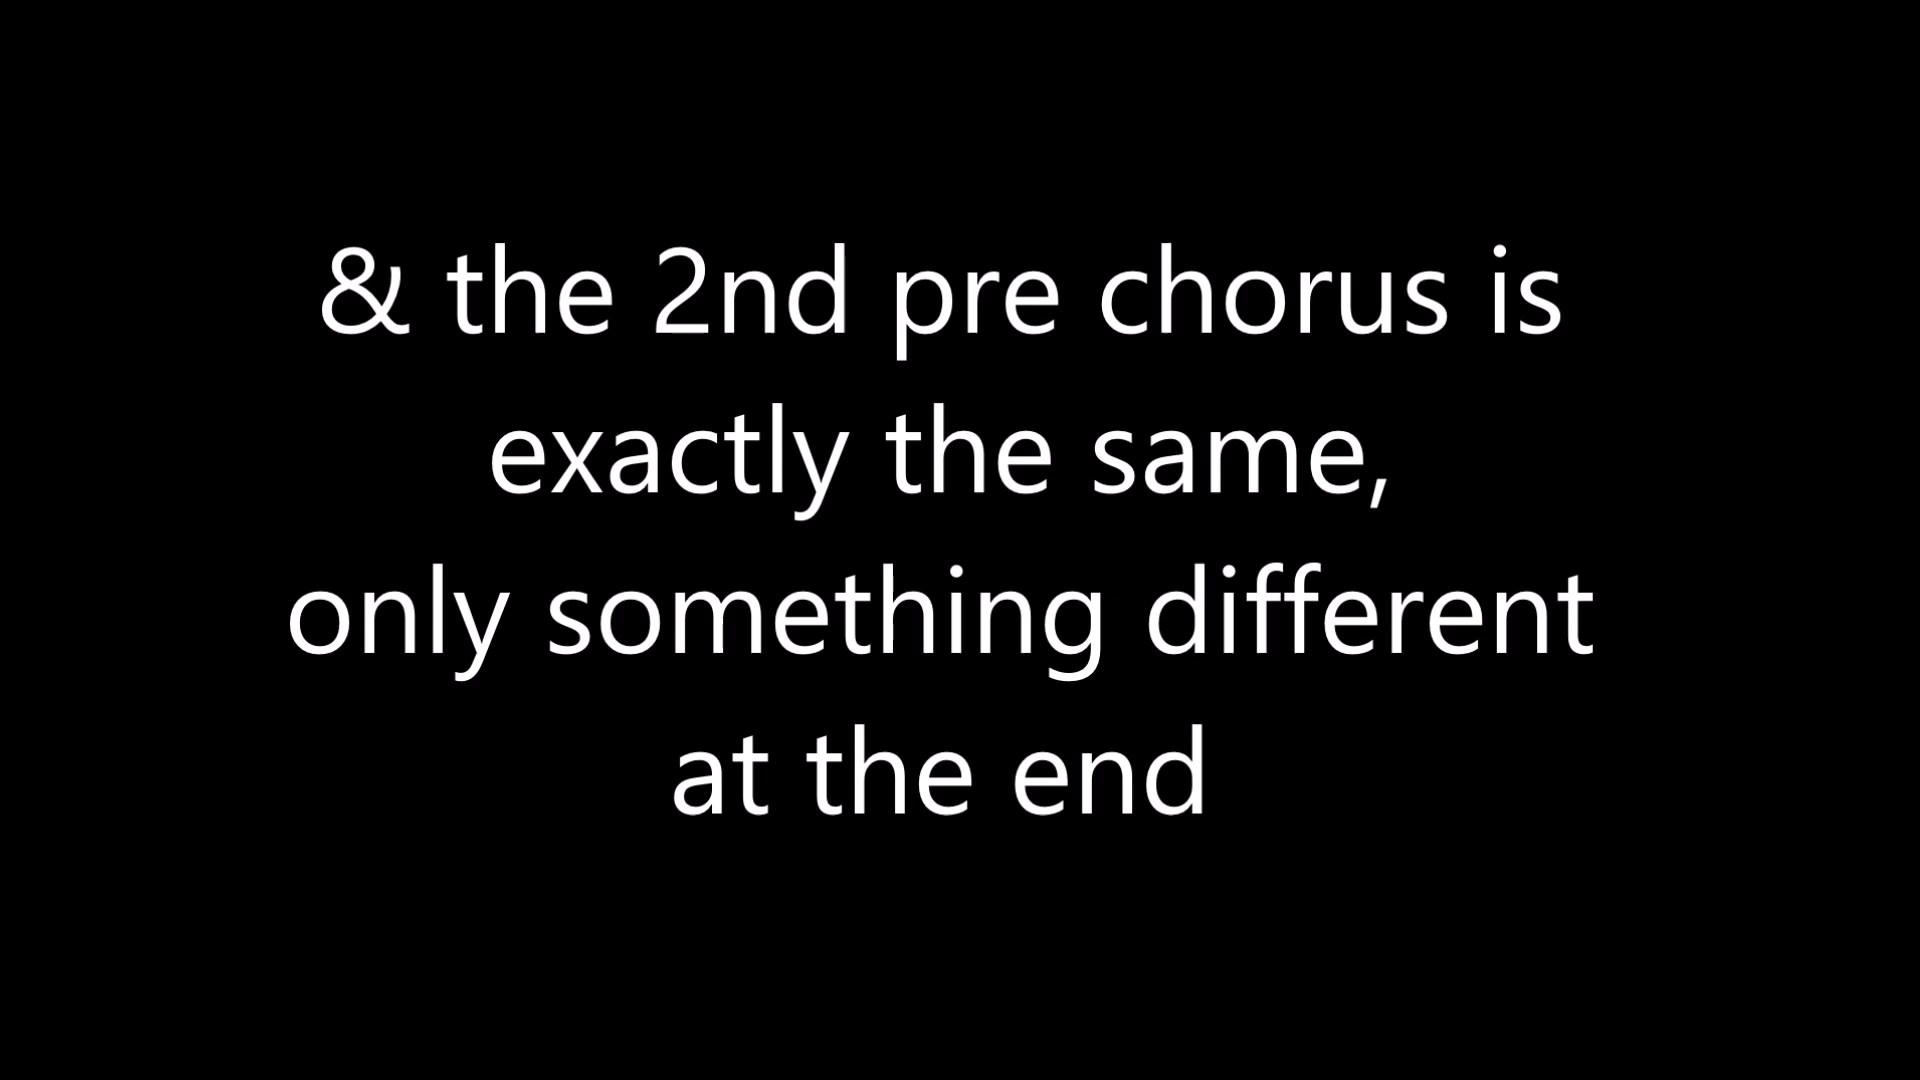 & the 2nd pre chorus is
exactly the same,
only something different
at the end